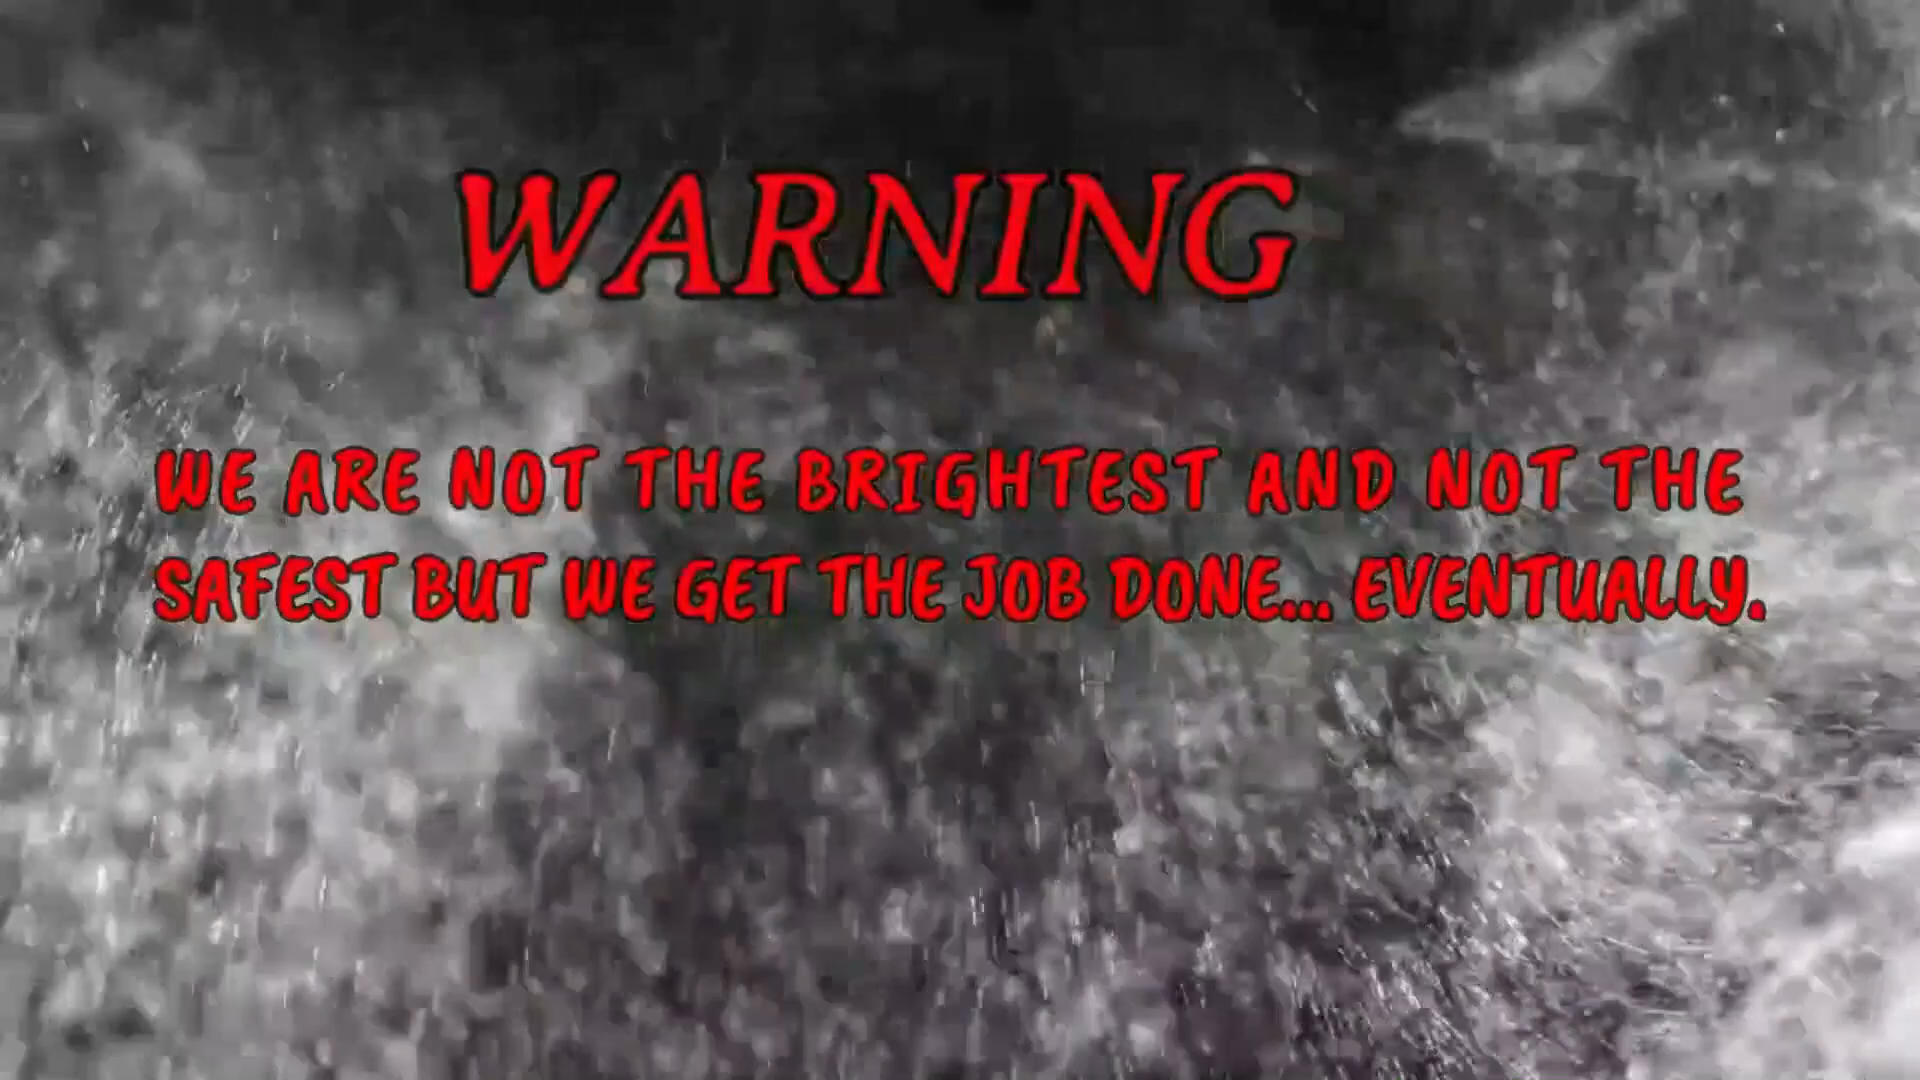 WARNING
WE ARE NOT THE BRIGHTEST AND NOT THE
SAFEST BUT WE GET THE JOB DONE... EVENTUALLY.